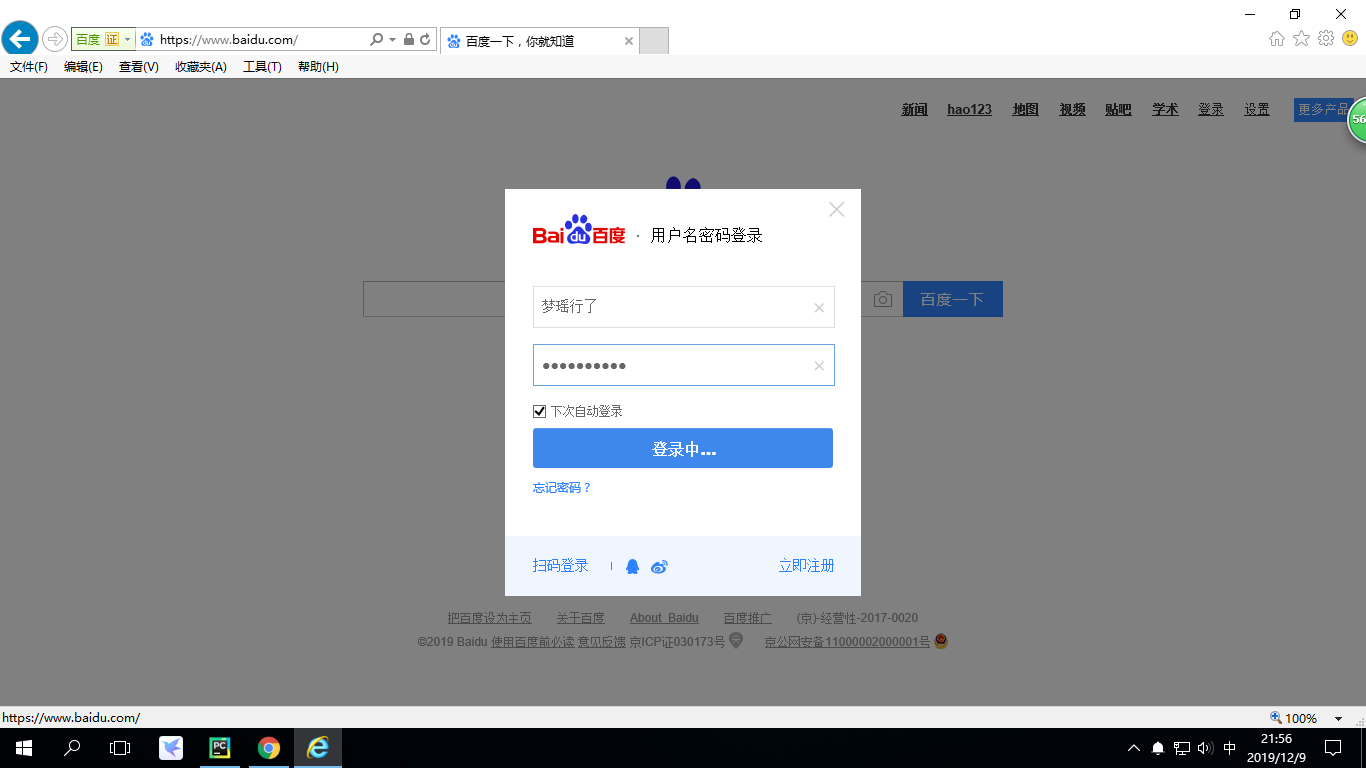 百度 证 https://www.baidu.com/ 百度一下，你就知道
文件(F) 编辑(E) 查看(V) 收藏夹(A) 工具(T) 帮助(H)
新闻 hao123 地图 视频 贴吧 学术 登录 设置 更多产品
56
Bai du 百度 · 用户名密码登录
梦瑶行了
百度一下
下次自动登录
登录中...
忘记密码？
扫码登录 立即注册
把百度设为主页 关于百度 About Baidu 百度推广 (京)-经营性-2017-0020
©2019 Baidu 使用百度前必读 意见反馈 京ICP证030173号 京公网安备11000002000001号
https://www.baidu.com/ 100%
PC 中 21:56
2019/12/9